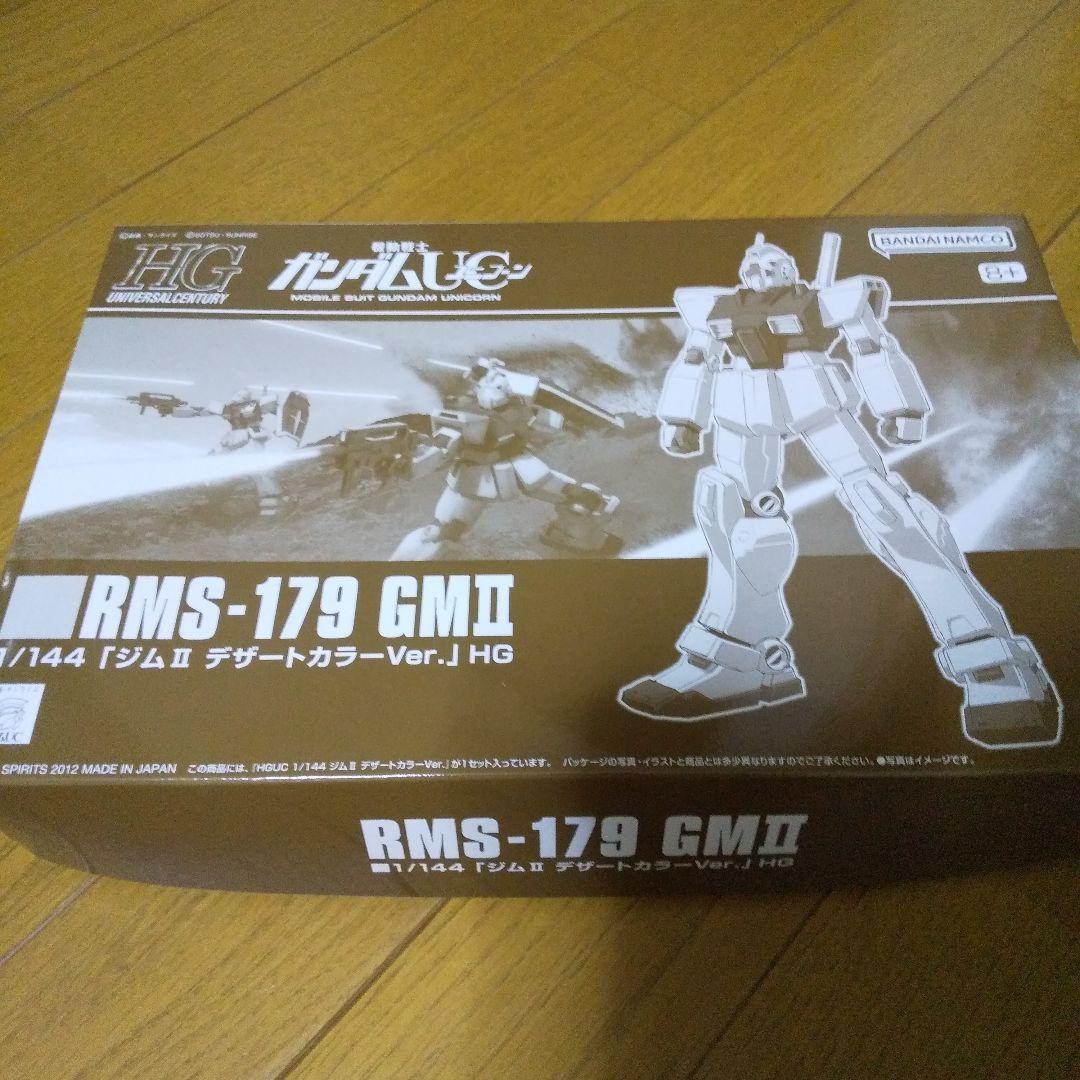 ©創通・サンライズ ©SOTSU・SUNRISE
HG
UNIVERSAL CENTURY
機動戦士
ガンダムUC
ユニコーン
MOBILE SUIT GUNDAM UNICORN
BANDAI NAMCO
8+
RMS-179 GMⅡ
1/144「ジムⅡ デザートカラーVer.」HG
SPIRITS 2012 MADE IN JAPAN この商品には、「HGUC 1/144 ジムⅡ デザートカラーVer.」が1セット入っています。 パッケージの写真・イラストと商品とは多少異なりますのでご了承ください。●写真はイメージです。
RMS-179 GMⅡ
■1/144「ジムⅡ デザートカラーVer.」HG